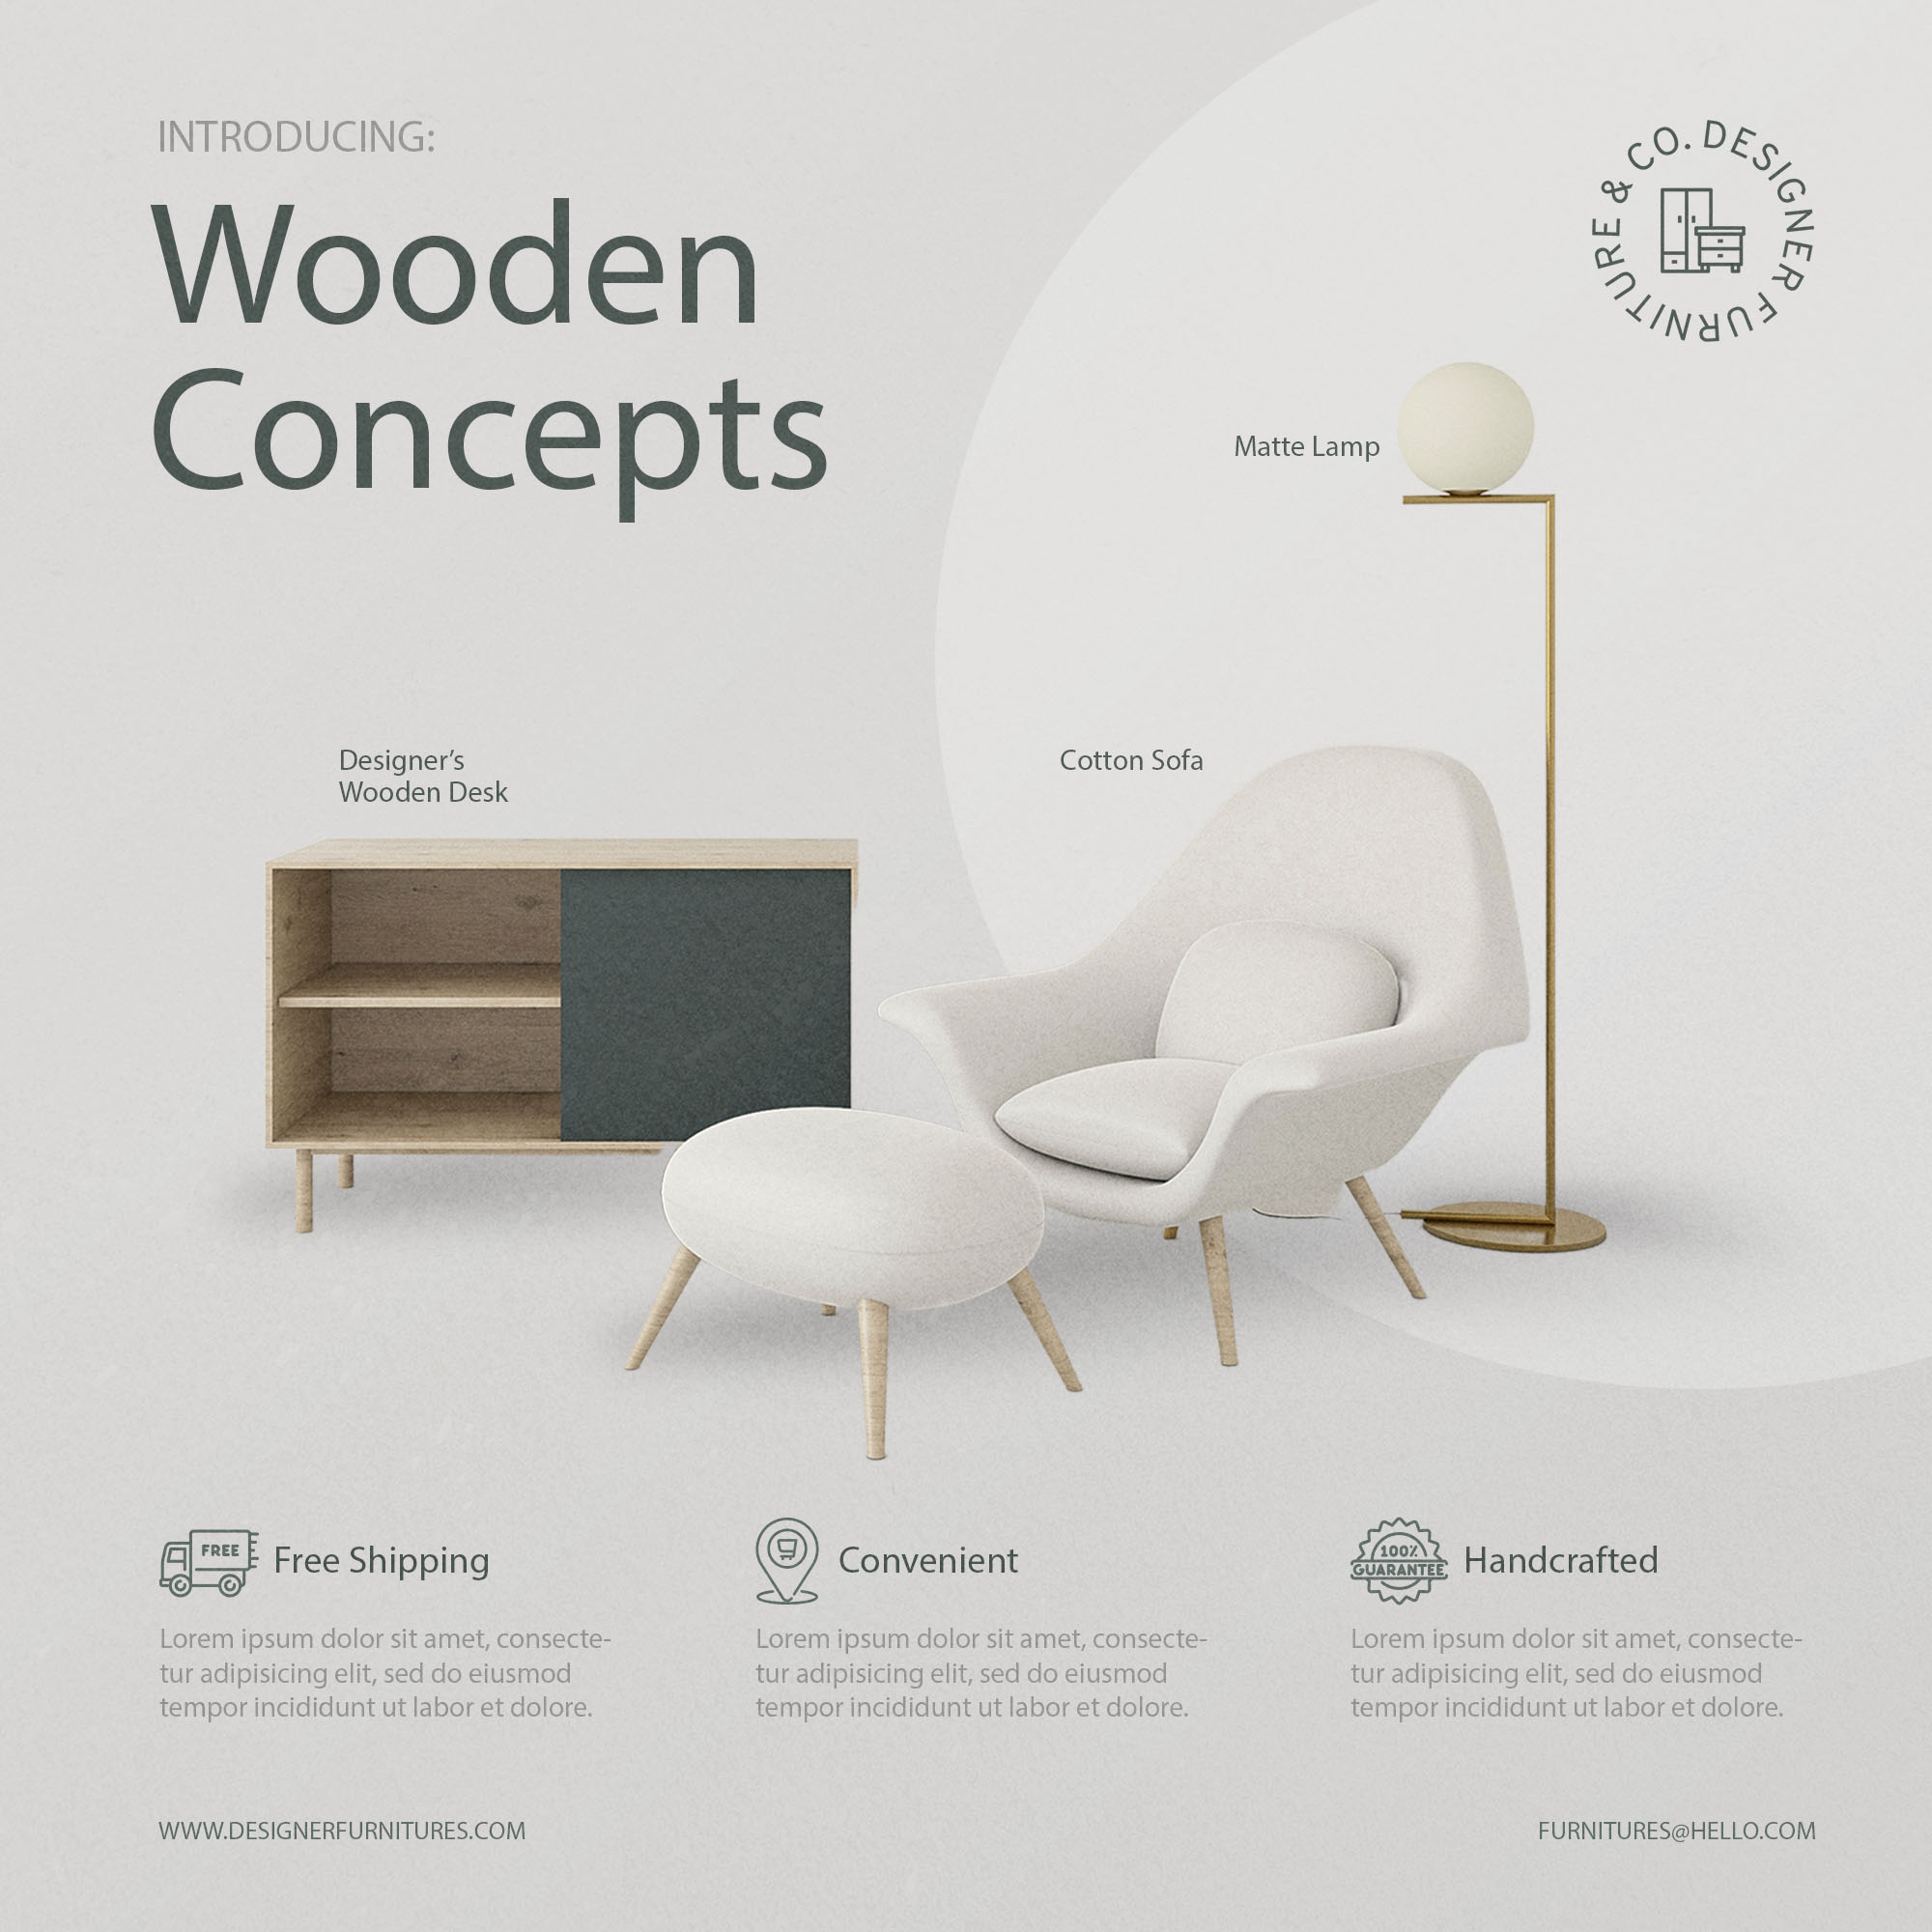 INTRODUCING:
Wooden
Concepts
DESIGNER FURNITURE & CO.
Matte Lamp
Designer’s
Wooden Desk
Cotton Sofa
FREE
Free Shipping
Lorem ipsum dolor sit amet, consecte-
tur adipisicing elit, sed do eiusmod
tempor incididunt ut labor et dolore.
Convenient
Lorem ipsum dolor sit amet, consecte-
tur adipisicing elit, sed do eiusmod
tempor incididunt ut labor et dolore.
100%
GUARANTEE
Handcrafted
Lorem ipsum dolor sit amet, consecte-
tur adipisicing elit, sed do eiusmod
tempor incididunt ut labor et dolore.
WWW.DESIGNERFURNITURES.COM
FURNITURES@HELLO.COM